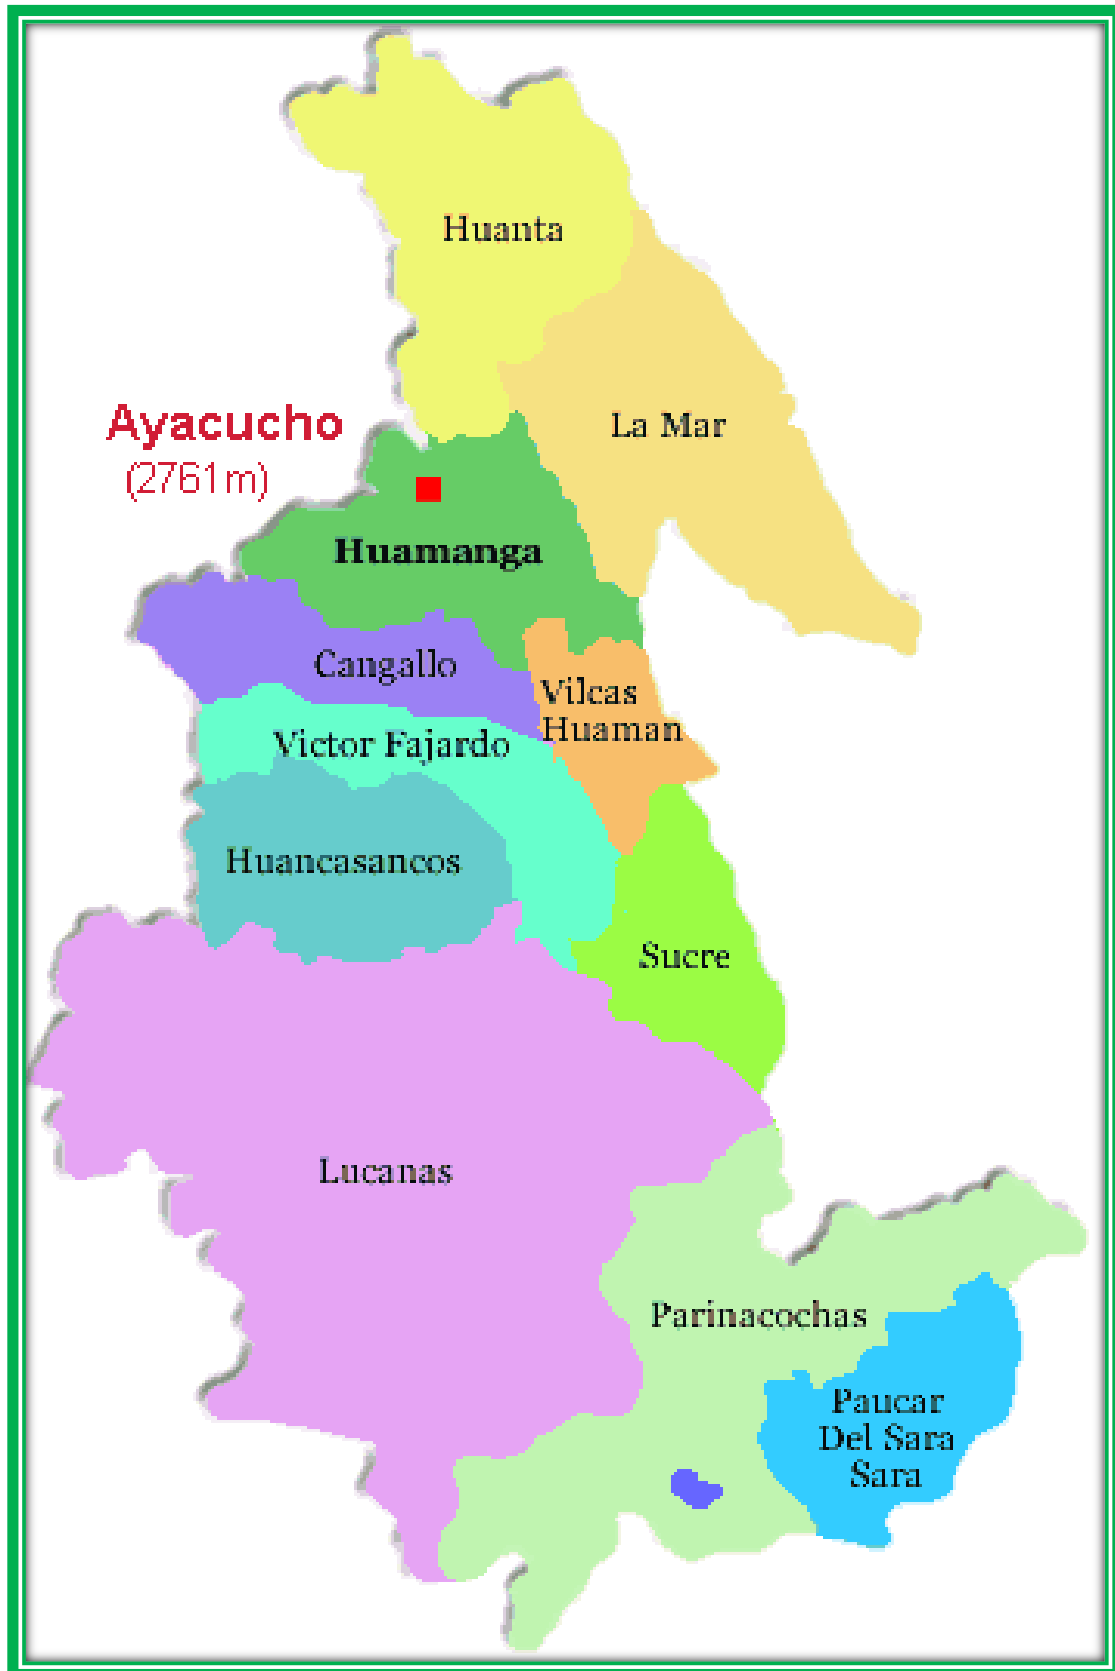 Huanta
La Mar
Ayacucho
(2761m)
Huamanga
Cangallo
Vilcas
Huaman
Victor Fajardo
Huancasancos
Sucre
Lucanas
Parinacochas
Paucar
Del Sara
Sara